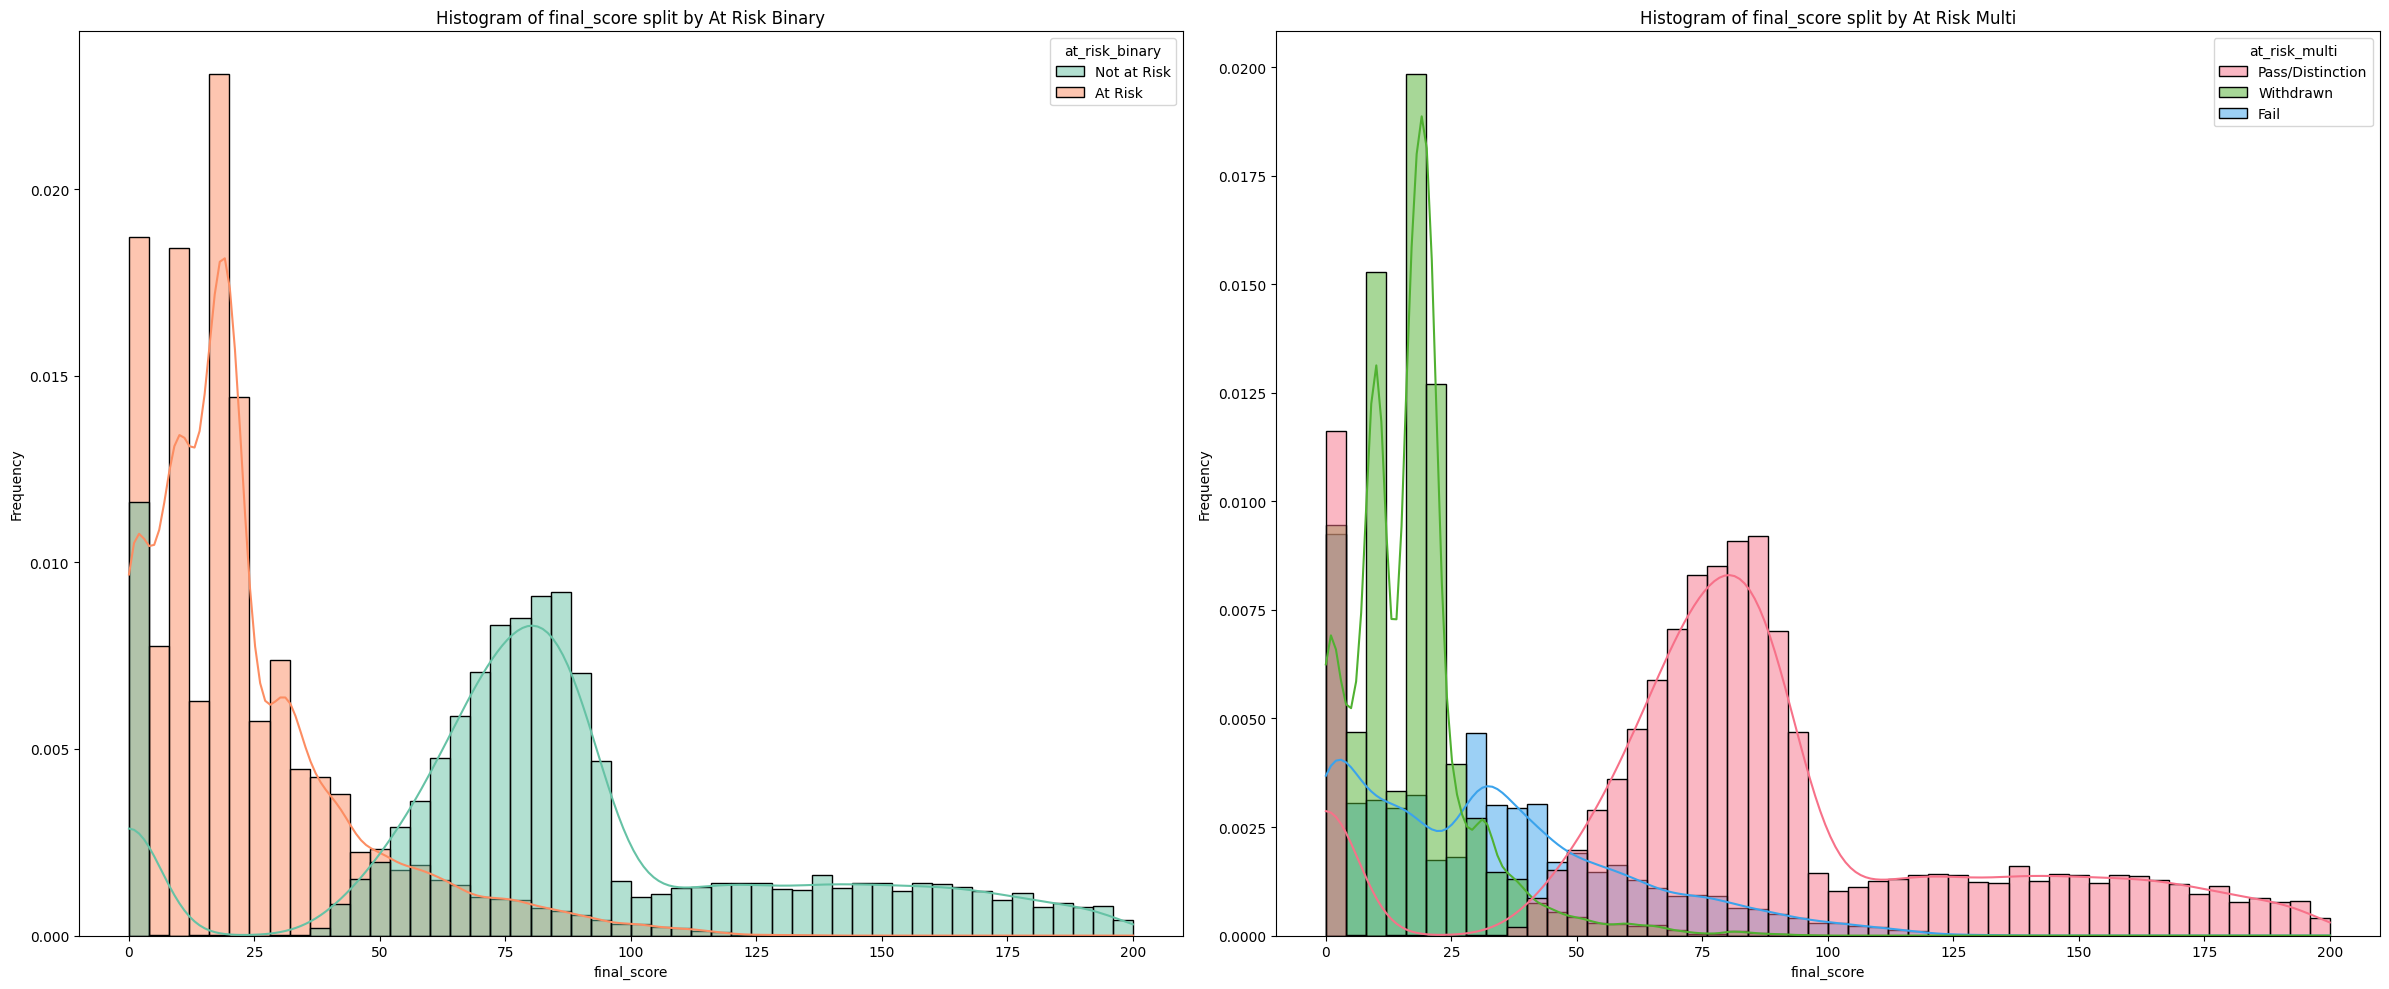 Histogram of final_score split by At Risk Binary
at_risk_binary
Not at Risk
At Risk
Frequency
0.020
0.015
0.010
0.005
0.000
0 25 50 75 100 125 150 175 200
final_score
Histogram of final_score split by At Risk Multi
at_risk_multi
Pass/Distinction
Withdrawn
Fail
Frequency
0.0200
0.0175
0.0150
0.0125
0.0100
0.0075
0.0050
0.0025
0.0000
0 25 50 75 100 125 150 175 200
final_score